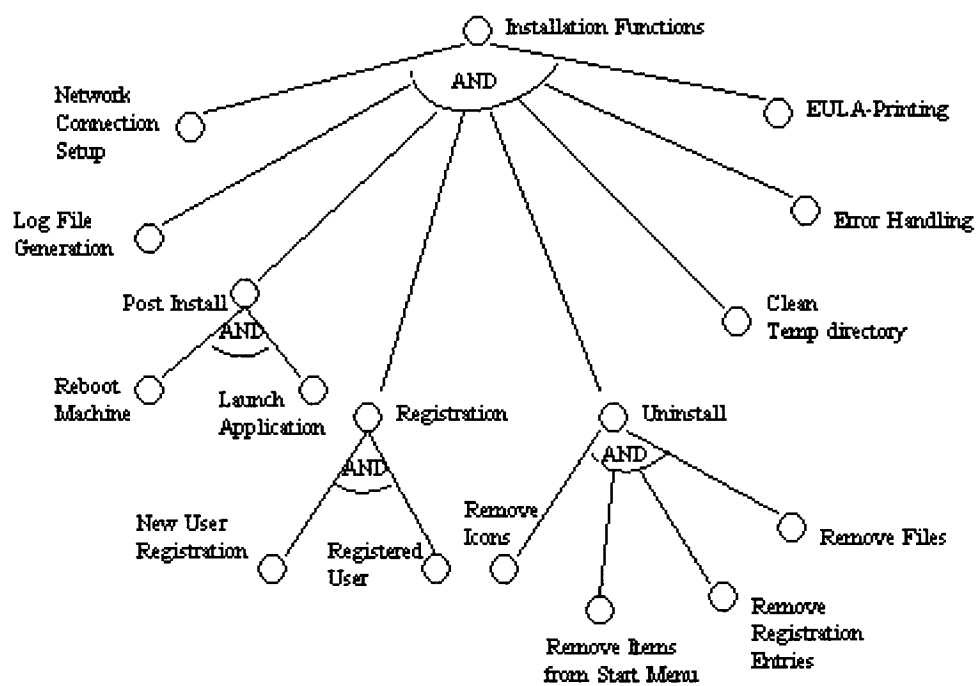 Installation Functions
AND
Network
Connection
Setup
EULA-Printing
Log File
Generation
Error Handling
Post Install
AND
Clean
Temp directory
Reboot
Machine
Launch
Application
Registration
AND
Uninstall
AND
New User
Registration
Registered
User
Remove
Icons
Remove Files
Remove Items
from Start Menu
Remove
Registration
Entries